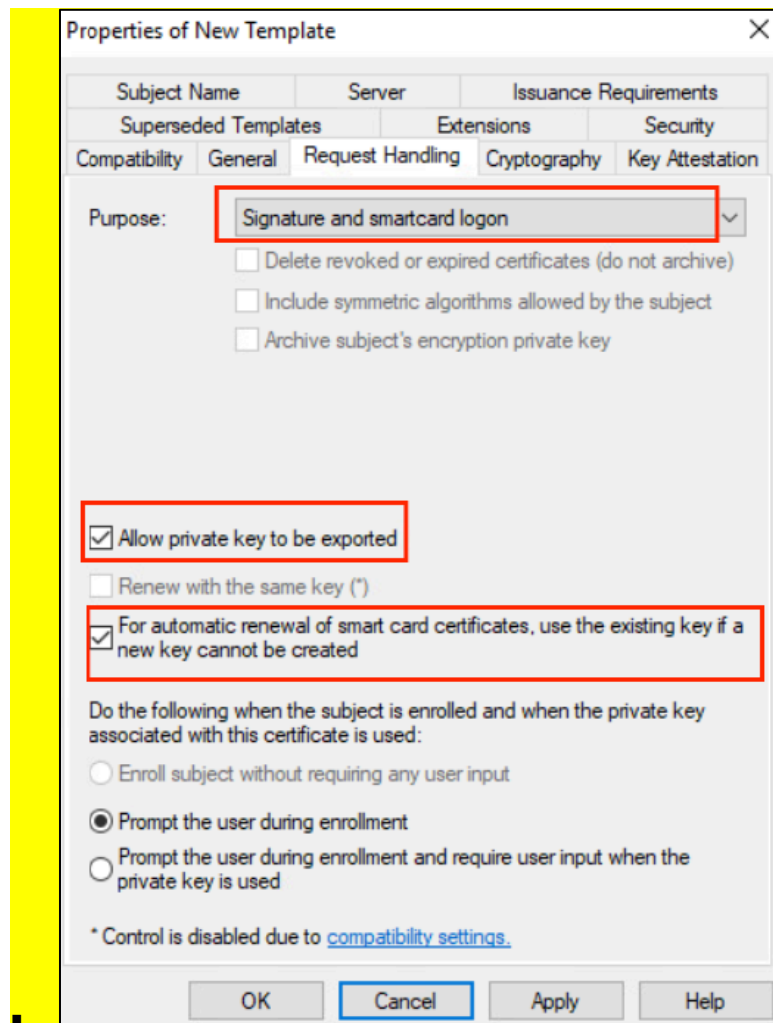 Properties of New Template
Subject Name Server Issuance Requirements
Superseded Templates Extensions Security
Compatibility General Request Handling Cryptography Key Attestation
Purpose: Signature and smartcard logon
Delete revoked or expired certificates (do not archive)
Include symmetric algorithms allowed by the subject
Archive subject's encryption private key
Allow private key to be exported
Renew with the same key (*)
For automatic renewal of smart card certificates, use the existing key if a
new key cannot be created
Do the following when the subject is enrolled and when the private key
associated with this certificate is used:
Enroll subject without requiring any user input
Prompt the user during enrollment
Prompt the user during enrollment and require user input when the
private key is used
* Control is disabled due to compatibility settings.
OK Cancel Apply Help